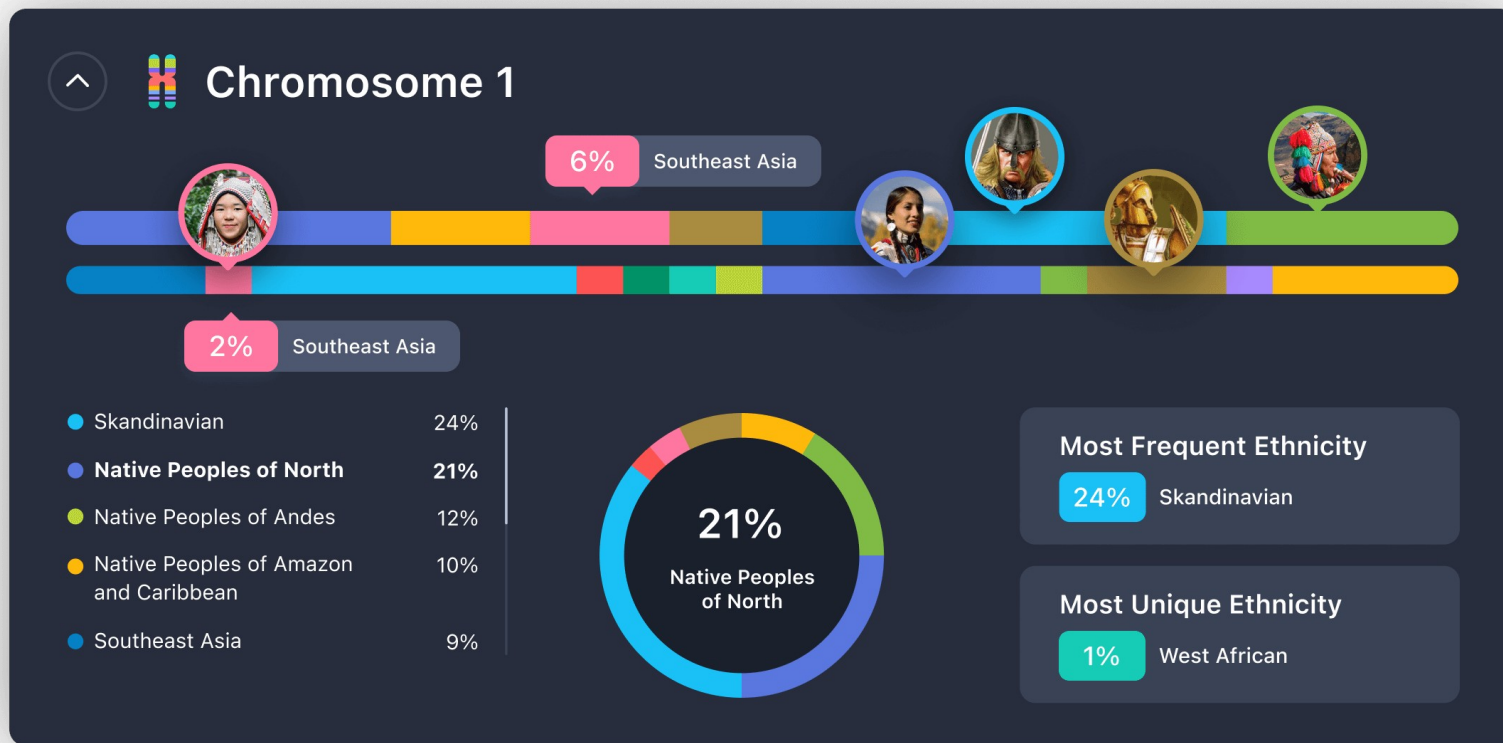 Chromosome 1
6% Southeast Asia
2% Southeast Asia
Skandinavian 24%
Native Peoples of North 21%
Native Peoples of Andes 12%
Native Peoples of Amazon 10%
and Caribbean
Southeast Asia 9%
21%
Native Peoples
of North
Most Frequent Ethnicity
24% Skandinavian
Most Unique Ethnicity
1% West African